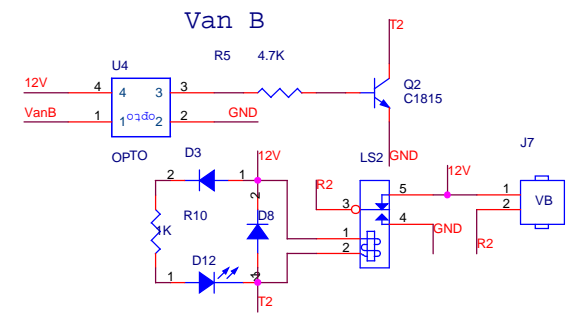 Van B
T2
U4
R5 4.7K
12V 4 4 3 3
Q2
C1815
VanB 1 1 opto 2 2 GND
J7
OPTO D3 12V LS2 GND 12V
2 1 R2 5 1 VB
3 2
R10 2 D8 4 GND
1K 1 R2
D12 2
1 2
T2